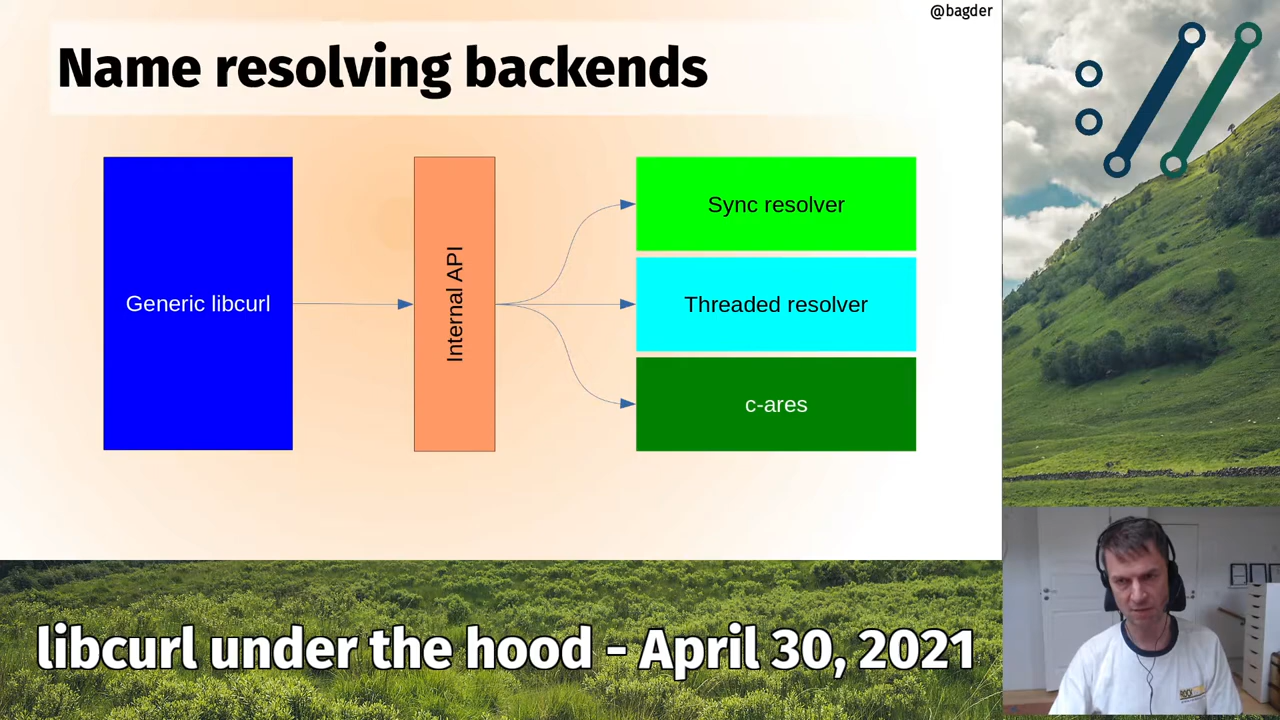 @bagder
Name resolving backends
Generic libcurl
Internal API
Sync resolver
Threaded resolver
c-ares
libcurl under the hood - April 30, 2021